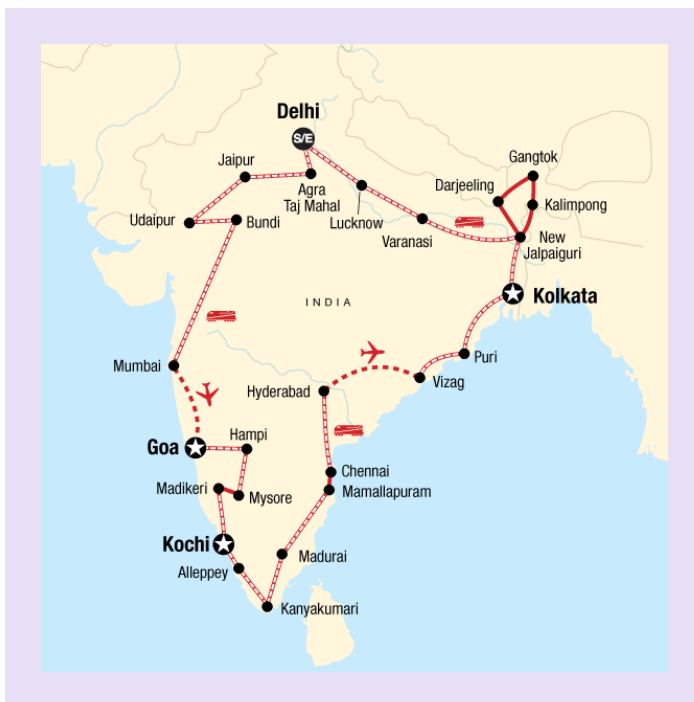 Delhi
S/E
Jaipur
Agra
Taj Mahal
Gangtok
Darjeeling
Kalimpong
Udaipur
Bundi
Lucknow
Varanasi
New
Jalpaiguri
INDIA
Kolkata
Mumbai
Puri
Hyderabad
Vizag
Goa
Hampi
Chennai
Madikeri
Mysore
Mamallapuram
Kochi
Madurai
Alleppey
Kanyakumari